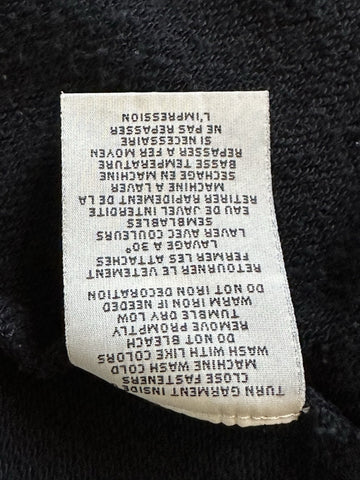 TURN GARMENT INSIDE
CLOSE FASTENERS
MACHINE WASH COLD
WASH WITH LIKE COLORS
DO NOT BLEACH
REMOVE PROMPTLY
TUMBLE DRY LOW
WARM IRON IF NEEDED
DO NOT IRON DECORATION
RETOURNER LE VETEMENT
FERMER LES ATTACHES
LAVAGE A 30°
LAVER AVEC COULEURS
SEMBLABLES
EAU DE JAVEL INTERDITE
RETIRER RAPIDEMENT DE LA
MACHINE A LAVER
SECHAGE EN MACHINE
BASSE TEMPERATURE
REPASSER A FER MOYEN
SI NECESSAIRE
NE PAS REPASSER
L'IMPRESSION